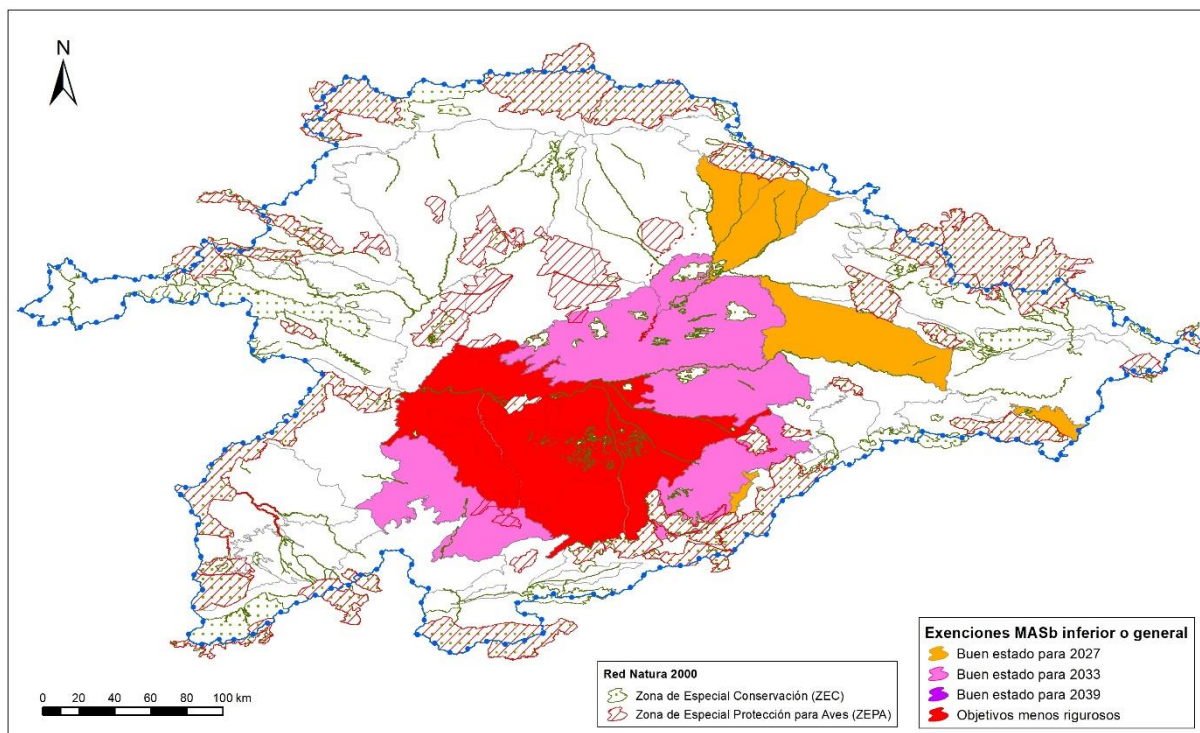 N
0 20 40 60 80 100 km
Red Natura 2000
Zona de Especial Conservación (ZEC)
Zona de Especial Protección para Aves (ZEPA)
Exenciones MASb inferior o general
Buen estado para 2027
Buen estado para 2033
Buen estado para 2039
Objetivos menos rigurosos